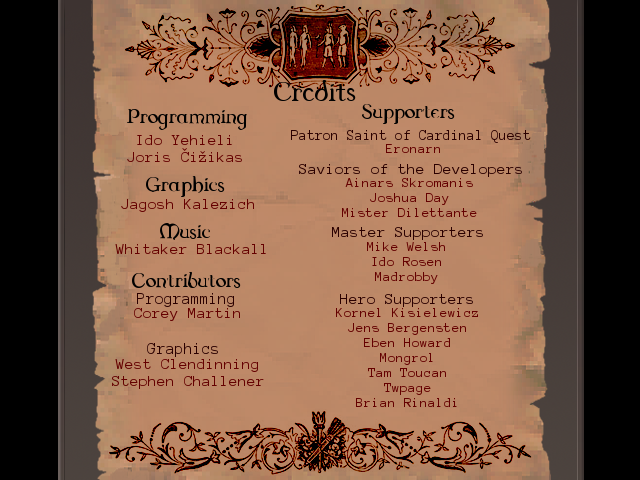 Credits
Programming
Ido Yehieli
Joris Čižikas
Graphics
Jagosh Kalezich
Music
Whitaker Blackall
Contributors
Programming
Corey Martin
Graphics
West Clendinning
Stephen Challener
Supporters
Patron Saint of Cardinal Quest
Eronarn
Saviors of the Developers
Ainars Skromanis
Joshua Day
Mister Dilettante
Master Supporters
Mike Welsh
Ido Rosen
Madrobby
Hero Supporters
Kornel Kisielewicz
Jens Bergensten
Eben Howard
Mongrol
Tam Toucan
Twpage
Brian Rinaldi